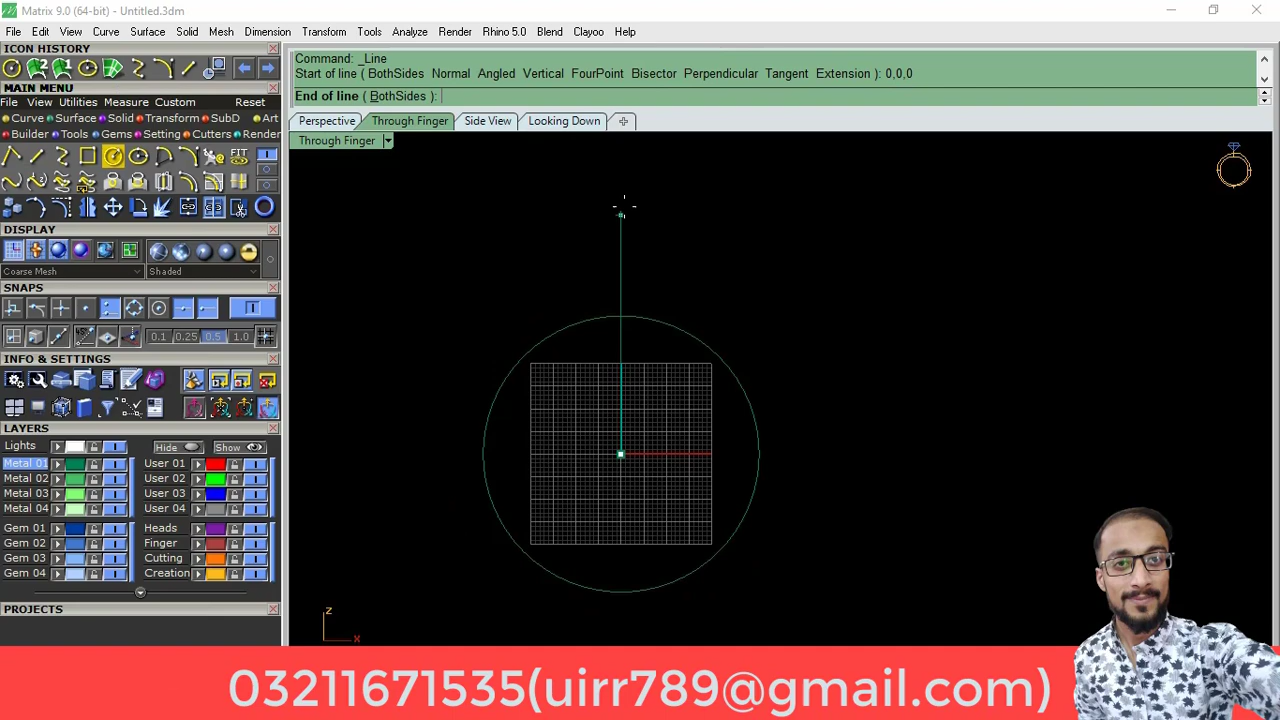 Matrix 9.0 (64-bit) - Untitled.3dm
File Edit View Curve Surface Solid Mesh Dimension Transform Tools Analyze Render Rhino 5.0 Blend Clayoo Help
ICON HISTORY
MAIN MENU
File View Utilities Measure Custom Reset
Curve Surface Solid Transform SubD Art
Builder Tools Gems Setting Cutters Render
DISPLAY
Coarse Mesh Shaded
SNAPS
0.1 0.25 0.5 1.0
INFO & SETTINGS
LAYERS
Lights Hide Show
Metal 01 User 01
Metal 02 User 02
Metal 03 User 03
Metal 04 User 04
Gem 01 Heads
Gem 02 Finger
Gem 03 Cutting
Gem 04 Creation
PROJECTS
Command: _Line
Start of line ( BothSides Normal Angled Vertical FourPoint Bisector Perpendicular Tangent Extension ): 0,0,0
End of line ( BothSides ):
Perspective Through Finger Side View Looking Down
Through Finger
z
x
03211671535(uirr789@gmail.com)